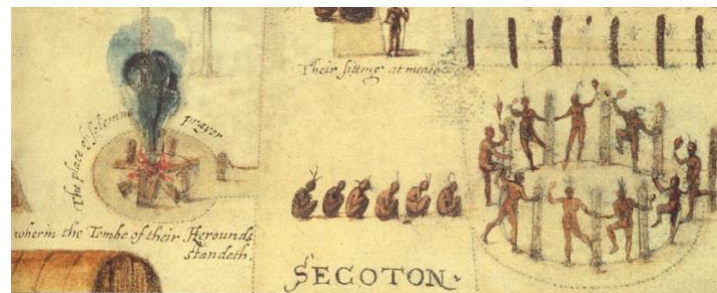 Their sitting at meate
The place of solemne prayer
wherin the Tombe of their Herounds
standeth.
SECOTON.